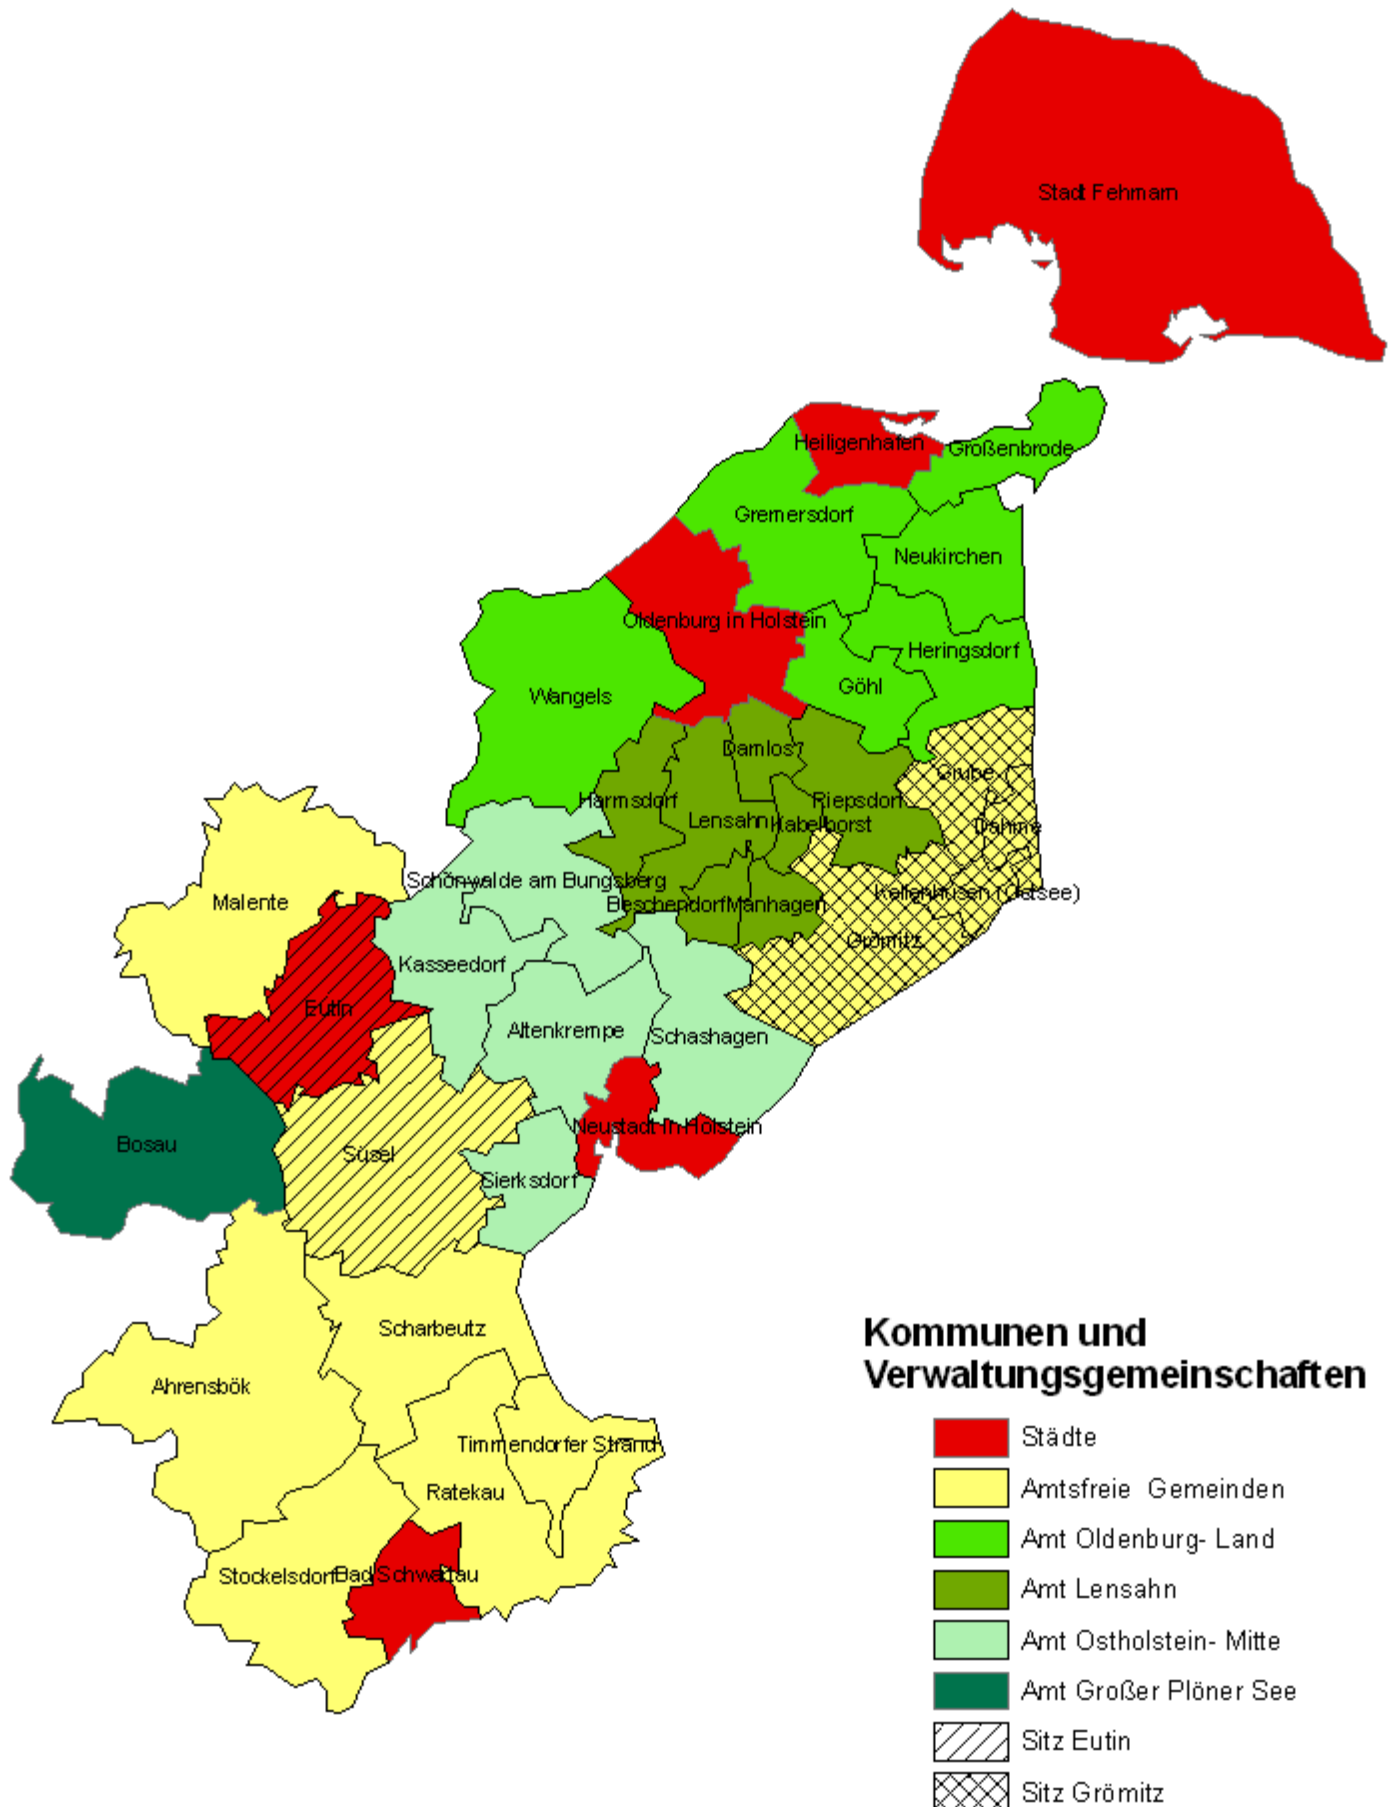 Stadt Fehmarn
Heiligenhafen
Großenbrode
Gremersdorf
Neukirchen
Oldenburg in Holstein
Heringsdorf
Göhl
Wangels
Damlos
Grube
Harmsdorf
Riepsdorf
Lensahn
Kabelhorst
Dahme
Schönwalde am Bungsberg
Kellenhusen (Ostsee)
Malente
Beschendorf
Manhagen
Grömitz
Kasseedorf
Eutin
Altenkrempe
Schashagen
Neustadt in Holstein
Bosau
Süsel
Sierksdorf
Scharbeutz
Ahrensbök
Timmendorfer Strand
Ratekau
Stockelsdorf
Bad Schwartau
Kommunen und
Verwaltungsgemeinschaften
Städte
Amtsfreie Gemeinden
Amt Oldenburg- Land
Amt Lensahn
Amt Ostholstein- Mitte
Amt Großer Plöner See
Sitz Eutin
Sitz Grömitz